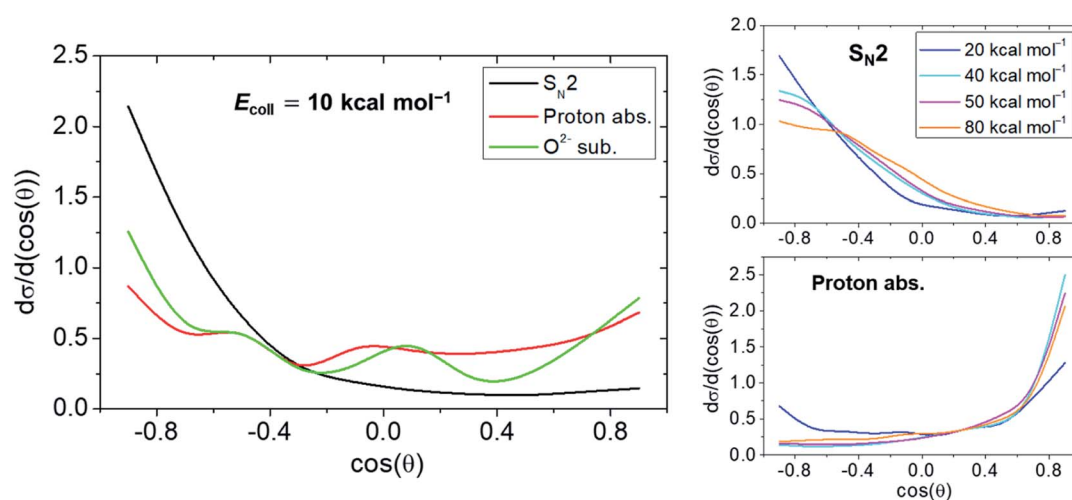 2.5
2.0
1.5
1.0
0.5
0.0
dσ/d(cos(θ))
E_coll = 10 kcal mol⁻¹
S_N2
Proton abs.
O²⁻ sub.
-0.8 -0.4 0.0 0.4 0.8
cos(θ)
2.0
1.5
1.0
0.5
0.0
dσ/d(cos(θ))
S_N2
20 kcal mol⁻¹
40 kcal mol⁻¹
50 kcal mol⁻¹
80 kcal mol⁻¹
-0.8 -0.4 0.0 0.4 0.8
2.5
2.0
1.5
1.0
0.5
0.0
dσ/d(cos(θ))
Proton abs.
-0.8 -0.4 0.0 0.4 0.8
cos(θ)